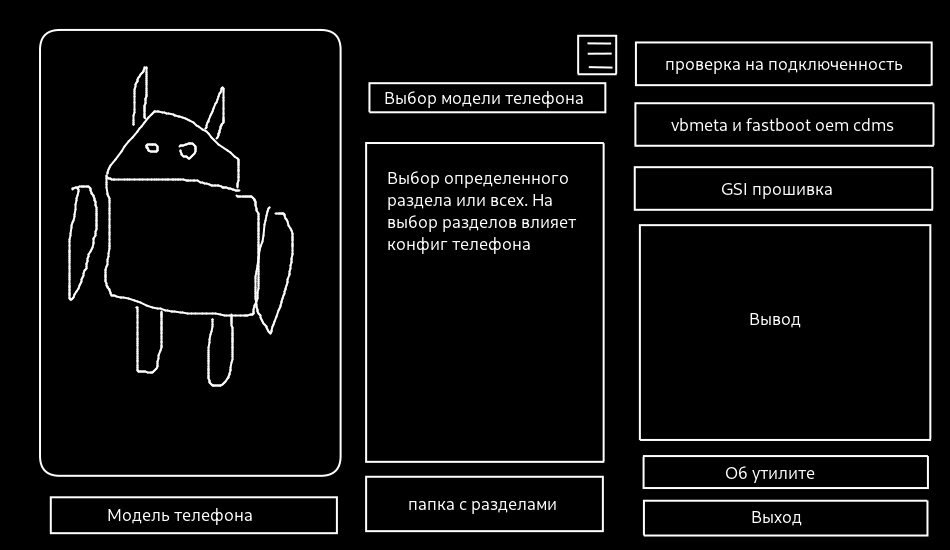 проверка на подключенность
Выбор модели телефона
vbmeta и fastboot oem cdms
Выбор определенного
раздела или всех. На
выбор разделов влияет
конфиг телефона
GSI прошивка
Вывод
Об утилите
папка с разделами
Модель телефона
Выход